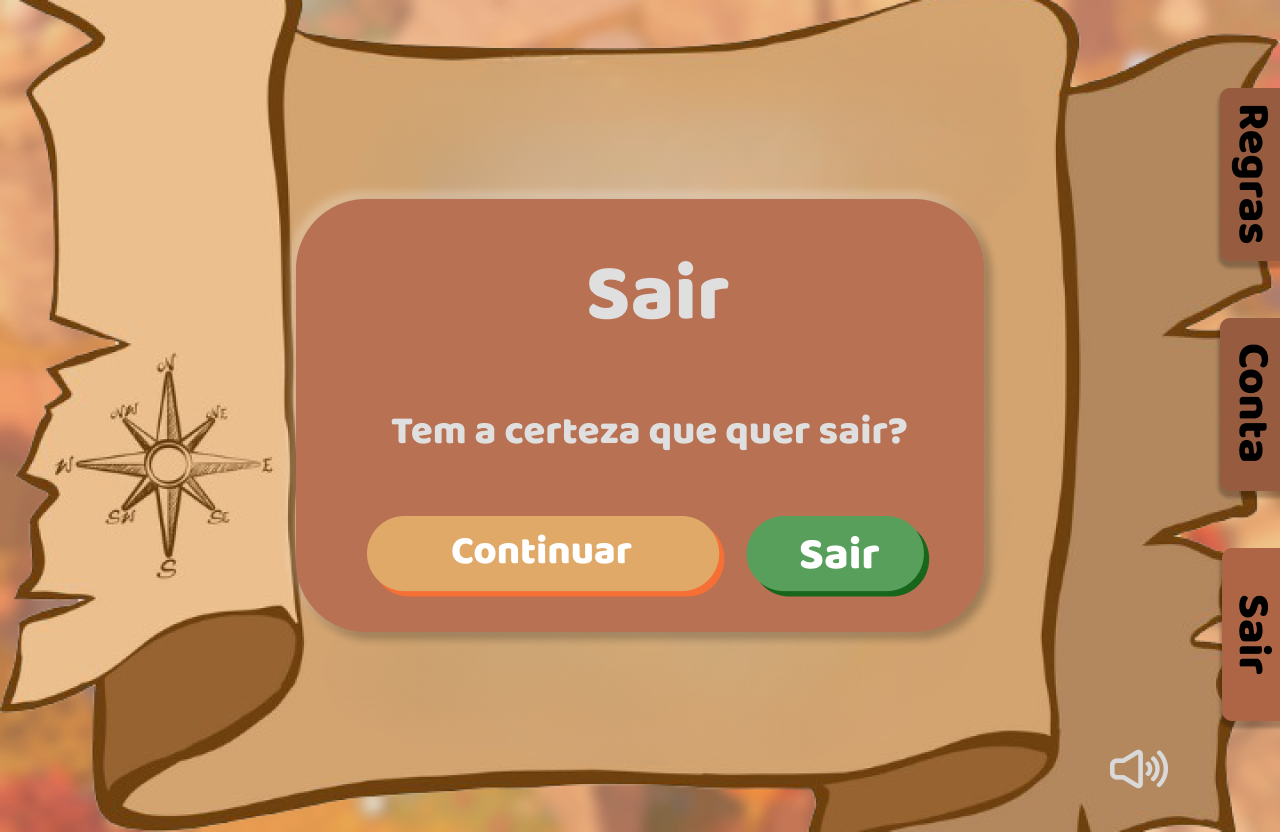 Sair
Tem a certeza que quer sair?
Continuar
Sair
Regras
Conta
Sair
N
NW
NE
W
E
SW
SE
S